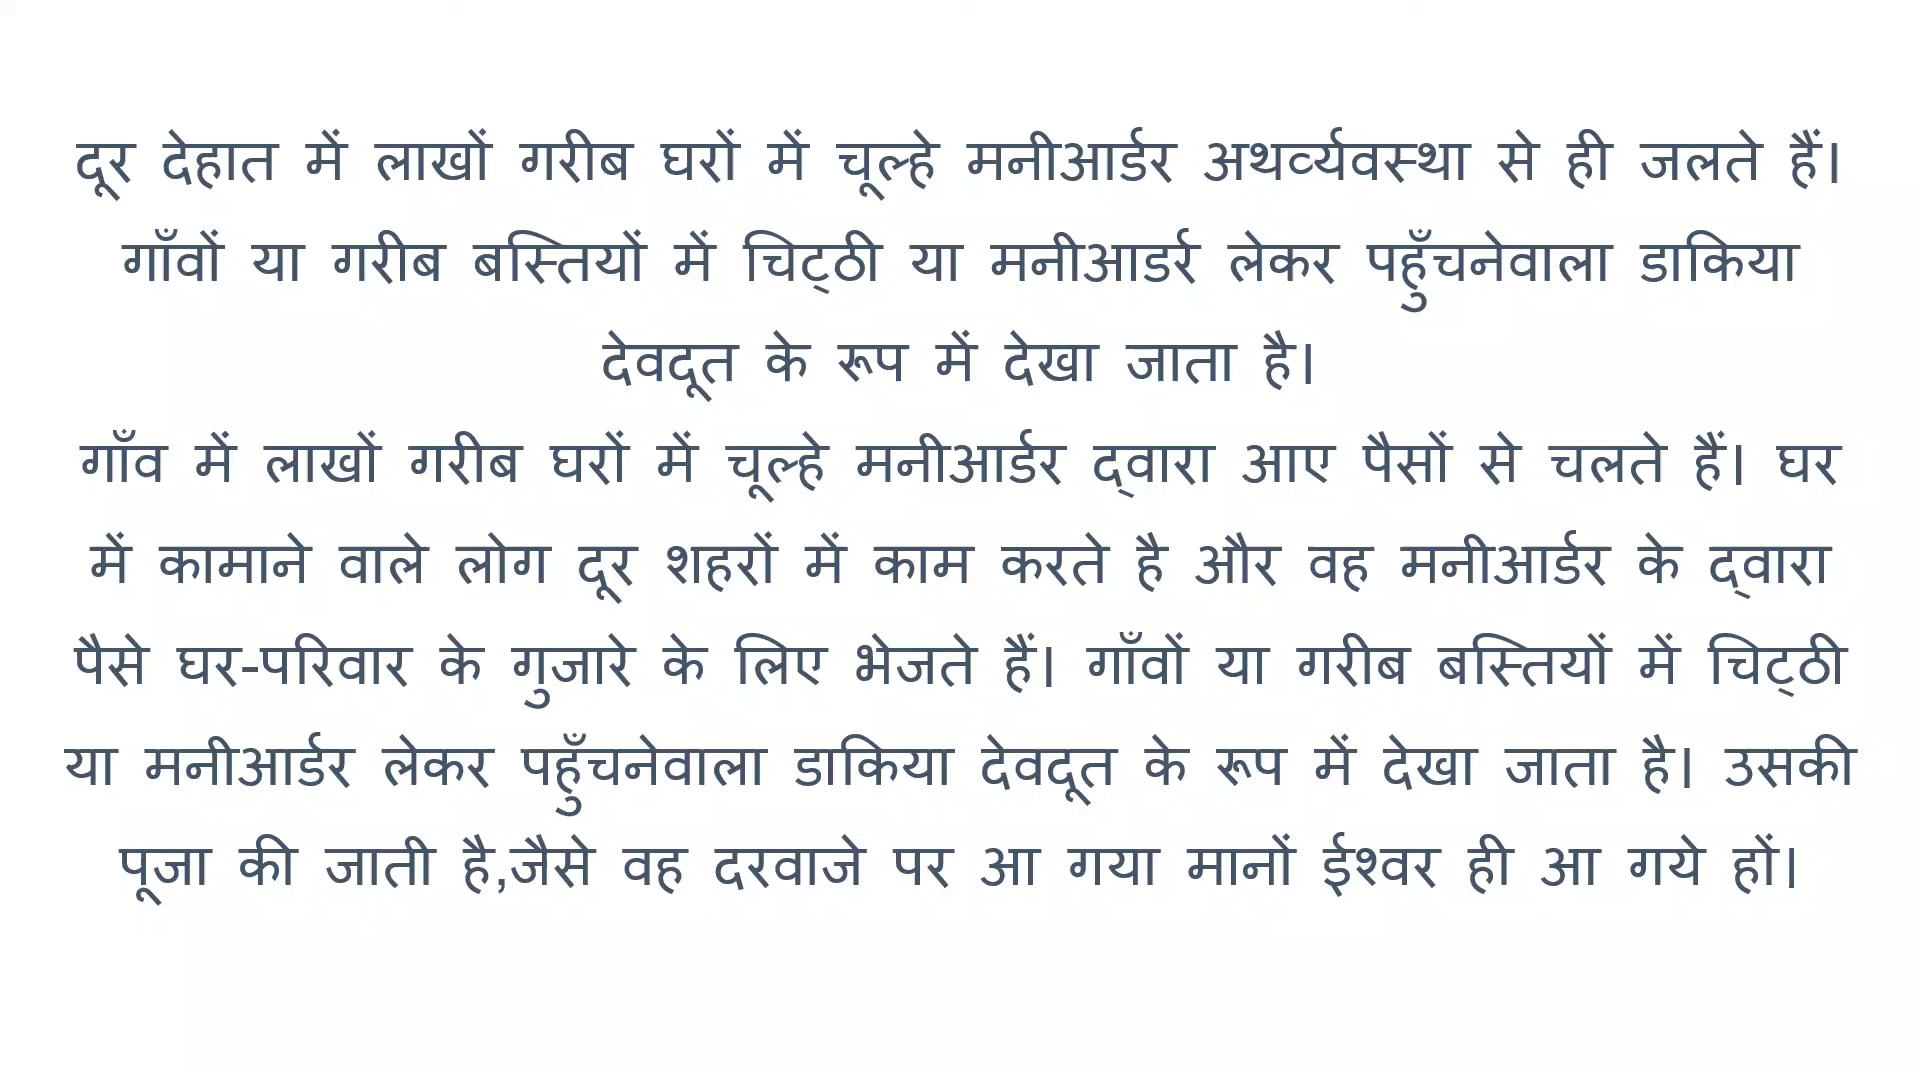 दूर देहात में लाखों गरीब घरों में चूल्हे मनीआर्डर अथर्व्यवस्था से ही जलते हैं।
गाँवों या गरीब बस्तियों में चिट्ठी या मनीआडर्र लेकर पहुँचनेवाला डाकिया
देवदूत के रूप में देखा जाता है।
गाँव में लाखों गरीब घरों में चूल्हे मनीआर्डर द्वारा आए पैसों से चलते हैं। घर
में कामाने वाले लोग दूर शहरों में काम करते है और वह मनीआर्डर के द्वारा
पैसे घर-परिवार के गुजारे के लिए भेजते हैं। गाँवों या गरीब बस्तियों में चिट्ठी
या मनीआर्डर लेकर पहुँचनेवाला डाकिया देवदूत के रूप में देखा जाता है। उसकी
पूजा की जाती है,जैसे वह दरवाजे पर आ गया मानों ईश्वर ही आ गये हों।